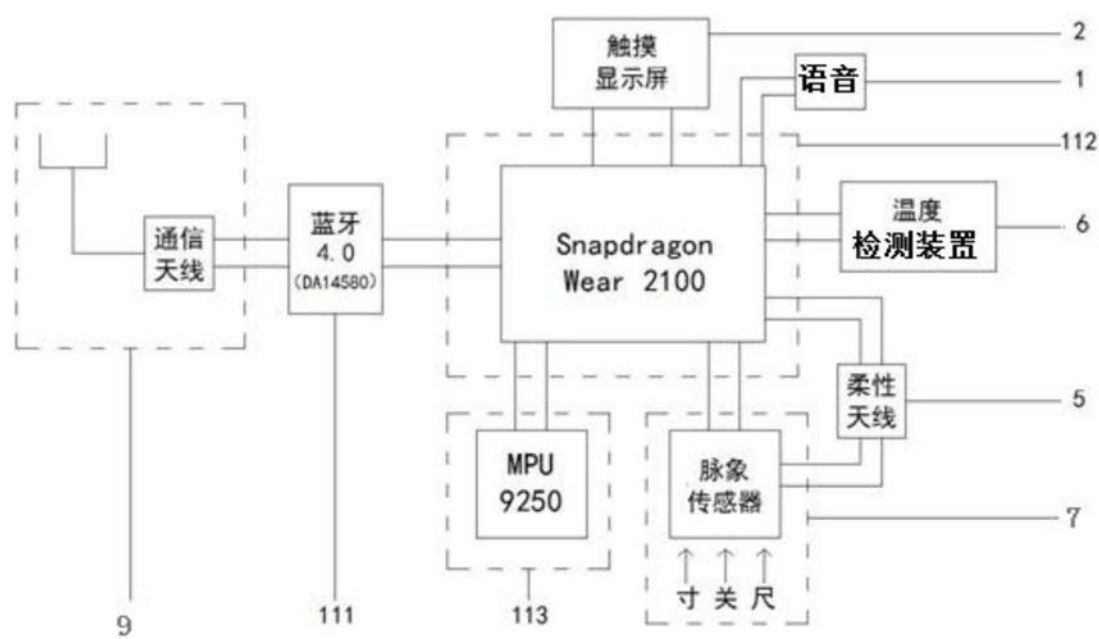 2
触摸
显示屏
语音
1
112
温度
检测装置
6
通信
天线
蓝牙
4.0
(DA14580)
Snapdragon
Wear 2100
柔性
天线
5
MPU
9250
脉象
传感器
7
寸 关 尺
9
111
113